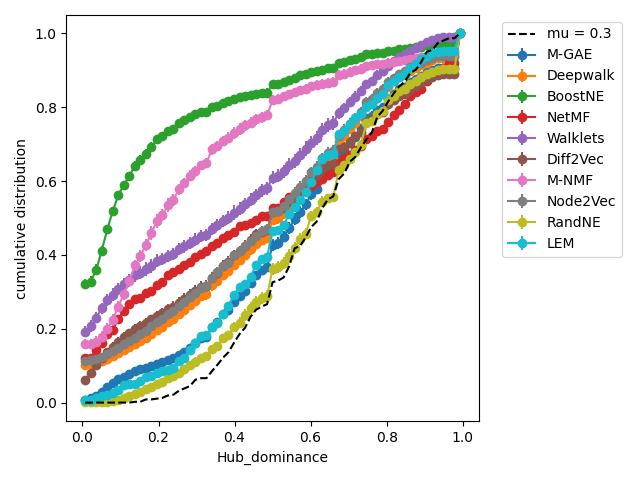 1.0
0.8
0.6
0.4
0.2
0.0
cumulative distribution
0.0 0.2 0.4 0.6 0.8 1.0
Hub_dominance
mu = 0.3
M-GAE
Deepwalk
BoostNE
NetMF
Walklets
Diff2Vec
M-NMF
Node2Vec
RandNE
LEM